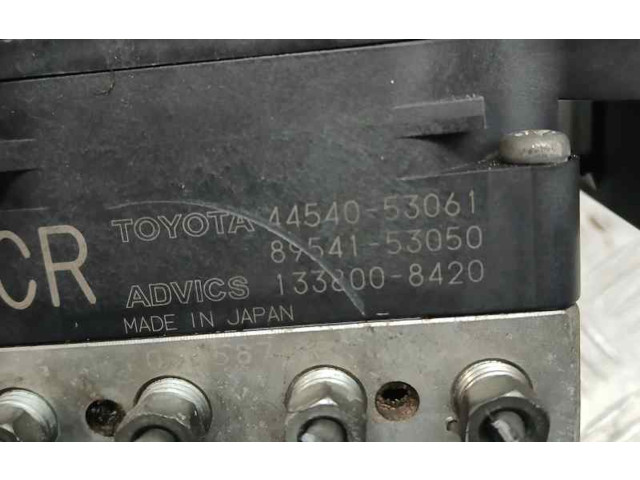 TOYOTA 44540-53061
89541-53050
CR
ADVICS 133800-8420
MADE IN JAPAN